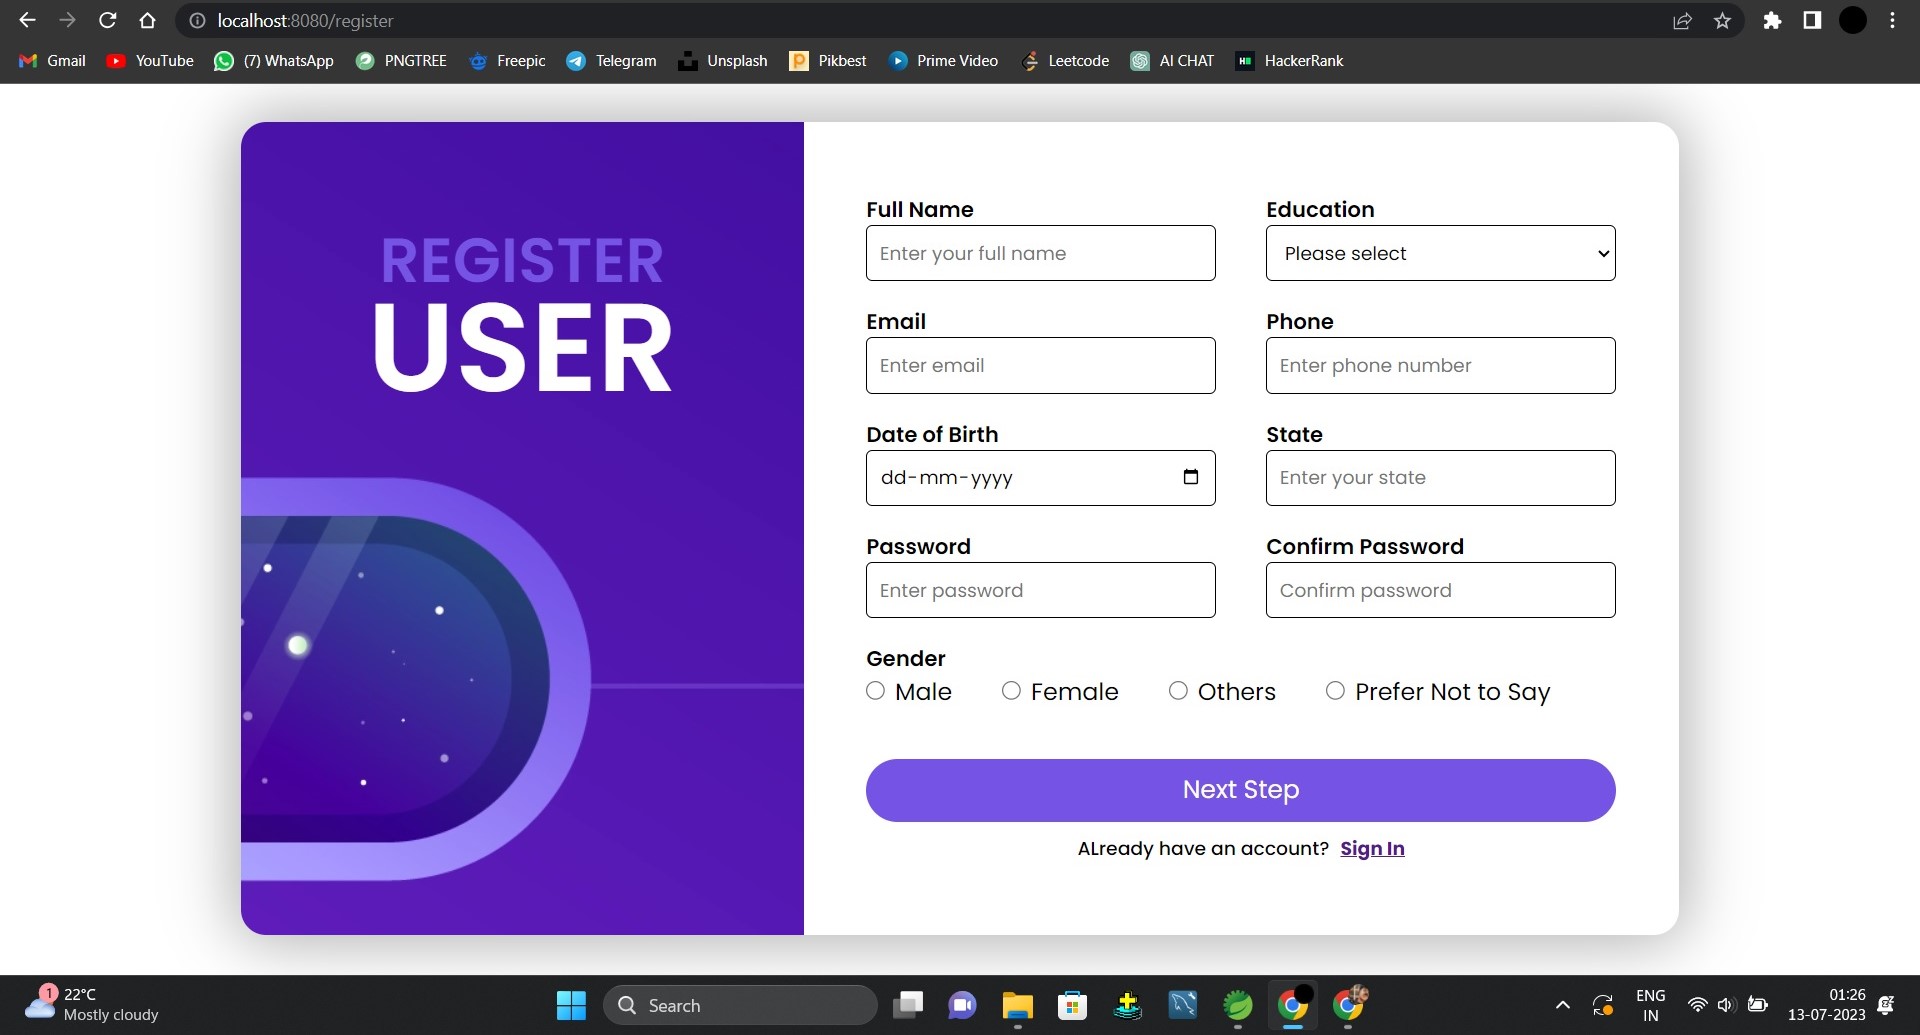 localhost:8080/register
Gmail YouTube (7) WhatsApp PNGTREE Freepic Telegram Unsplash Pikbest Prime Video Leetcode AI CHAT HackerRank
REGISTER
USER
Full Name Education
Enter your full name Please select
Email Phone
Enter email Enter phone number
Date of Birth State
dd-mm-yyyy Enter your state
Password Confirm Password
Enter password Confirm password
Gender
Male Female Others Prefer Not to Say
Next Step
ALready have an account? Sign In
1 22°C
Mostly cloudy
Search
ENG
IN
01:26
13-07-2023